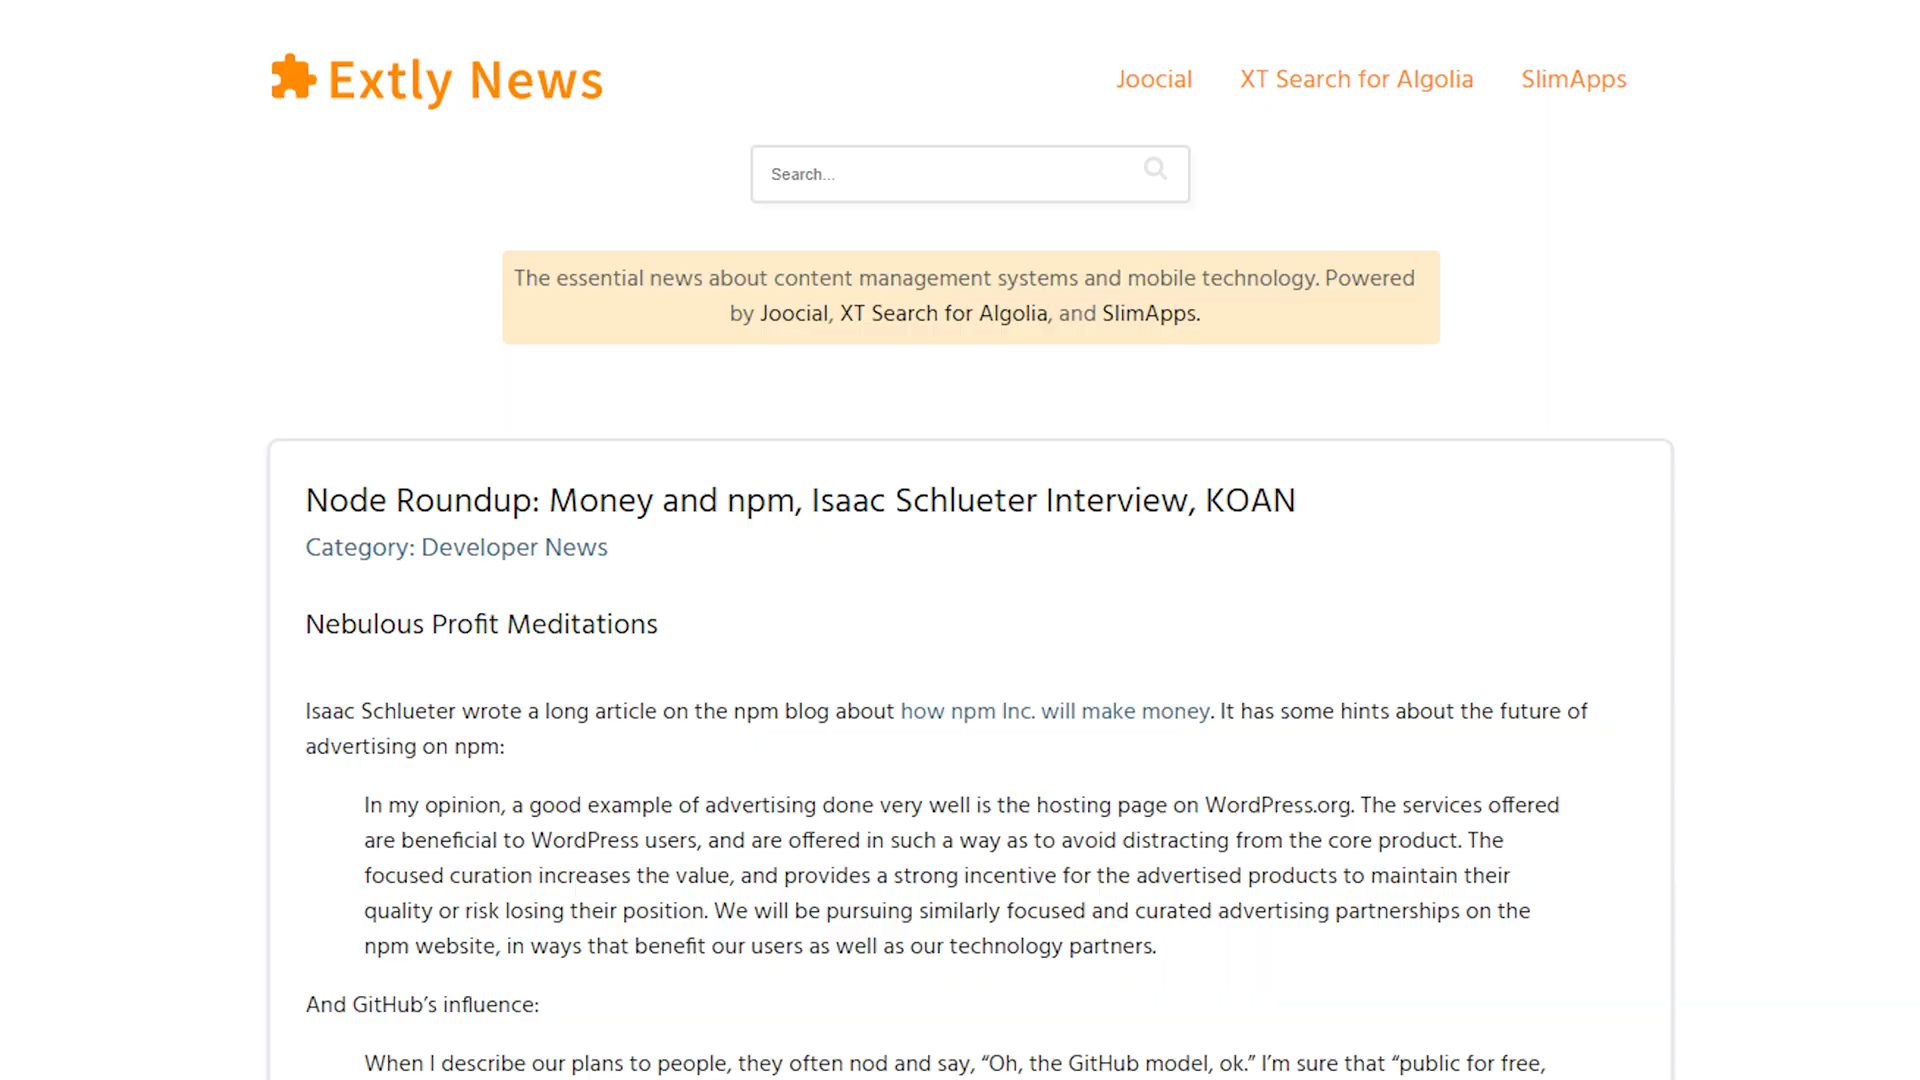 Extly News
Joocial XT Search for Algolia SlimApps
Search...
The essential news about content management systems and mobile technology. Powered
by Joocial, XT Search for Algolia, and SlimApps.
Node Roundup: Money and npm, Isaac Schlueter Interview, KOAN
Category: Developer News
Nebulous Profit Meditations
Isaac Schlueter wrote a long article on the npm blog about how npm Inc. will make money. It has some hints about the future of
advertising on npm:
In my opinion, a good example of advertising done very well is the hosting page on WordPress.org. The services offered
are beneficial to WordPress users, and are offered in such a way as to avoid distracting from the core product. The
focused curation increases the value, and provides a strong incentive for the advertised products to maintain their
quality or risk losing their position. We will be pursuing similarly focused and curated advertising partnerships on the
npm website, in ways that benefit our users as well as our technology partners.
And GitHub’s influence:
When I describe our plans to people, they often nod and say, “Oh, the GitHub model, ok.” I’m sure that “public for free,